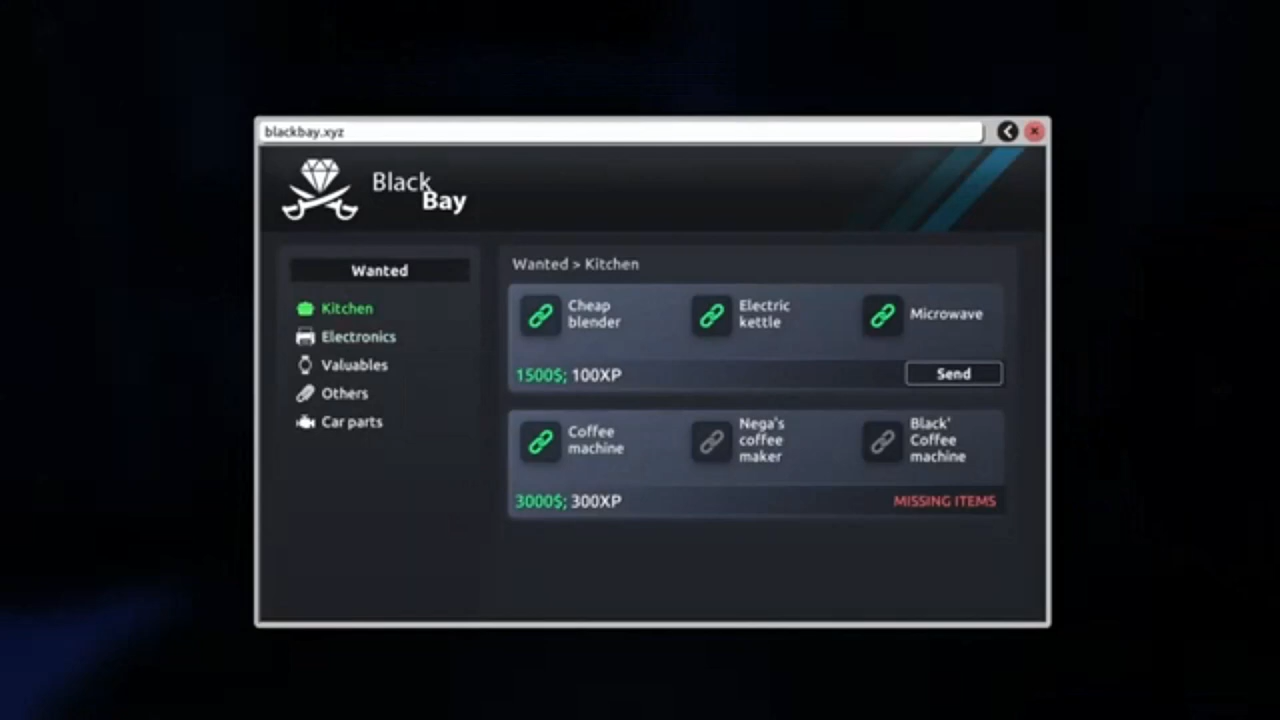 blackbay.xyz
Black
Bay
Wanted
Kitchen
Electronics
Valuables
Others
Car parts
Wanted > Kitchen
Cheap
blender
Electric
kettle
Microwave
1500$; 100XP
Send
Coffee
machine
Nega's
coffee
maker
Black'
Coffee
machine
3000$; 300XP
MISSING ITEMS